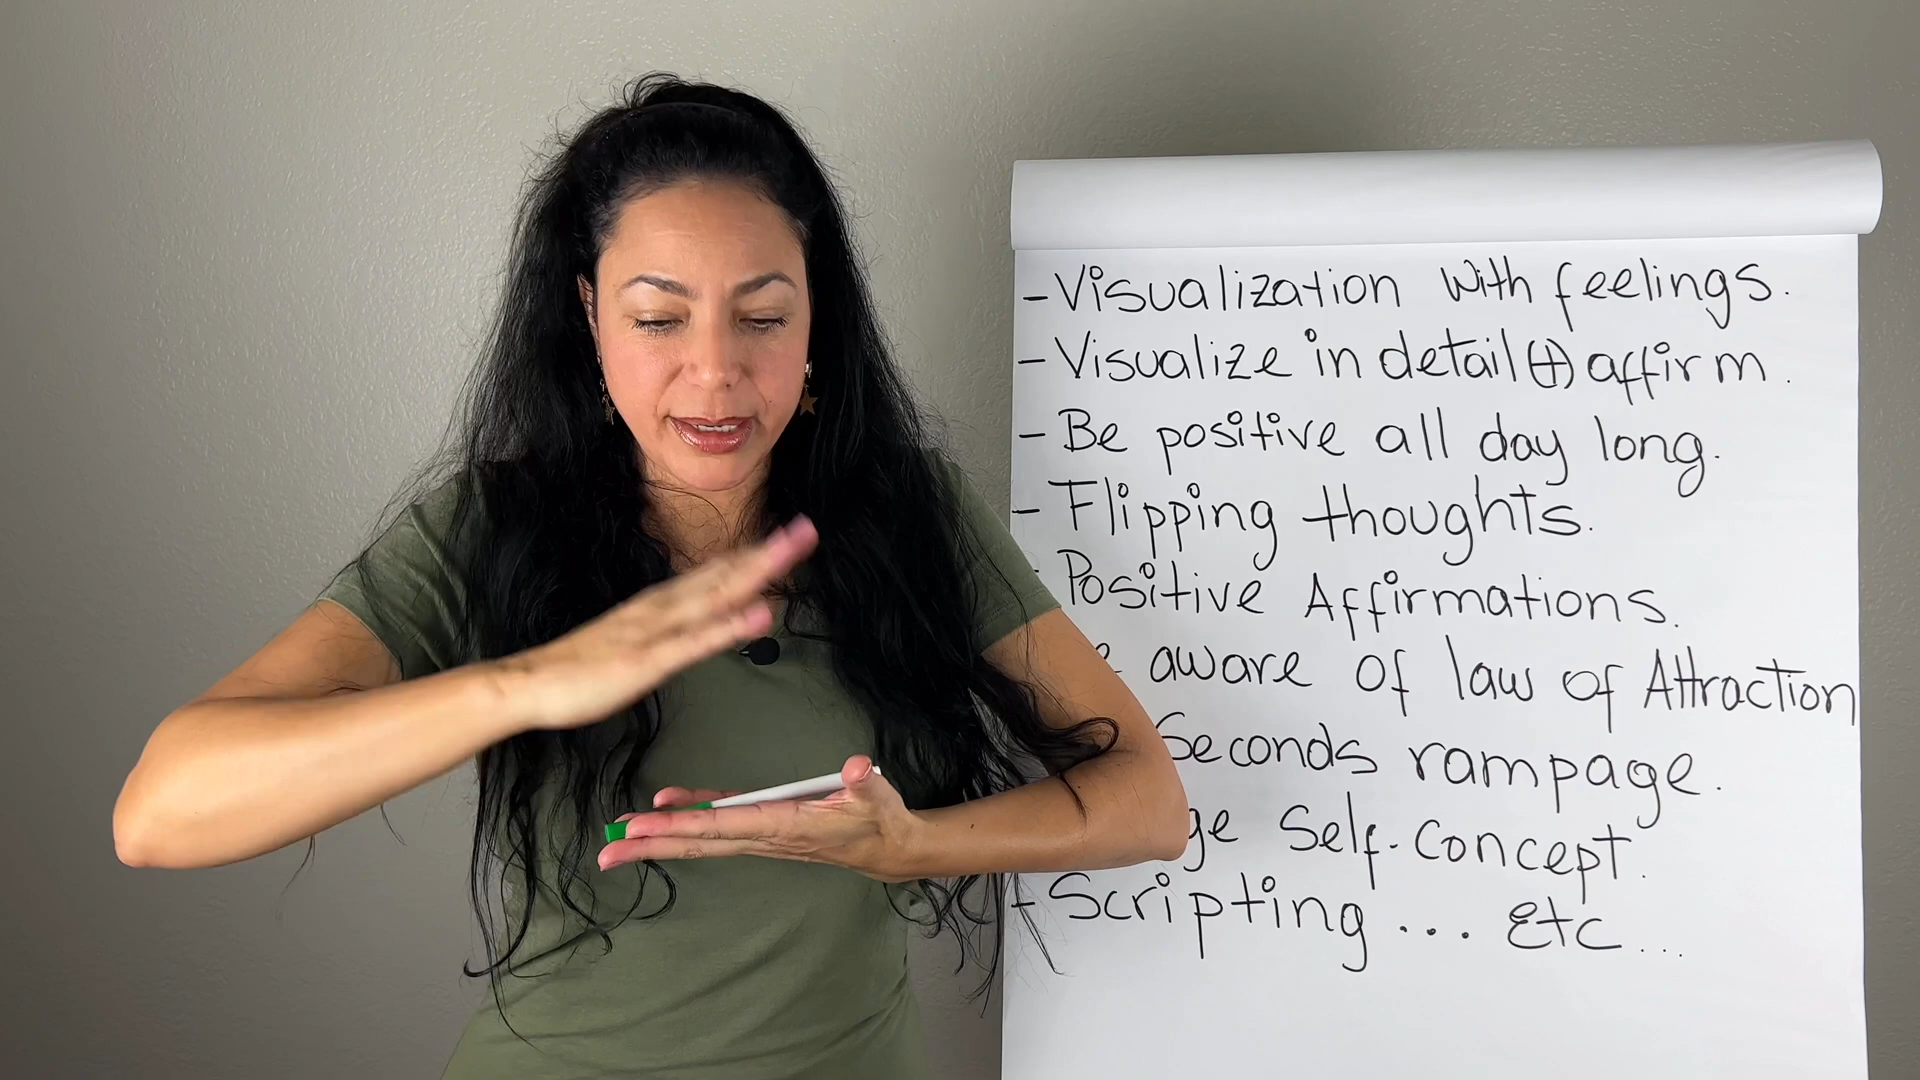 - Visualization with feelings.
- Visualize in detail (+) affirm.
- Be positive all day long.
- Flipping thoughts.
Positive Affirmations.
aware of law of Attraction
Seconds rampage.
Self-concept.
- Scripting ... Etc ...